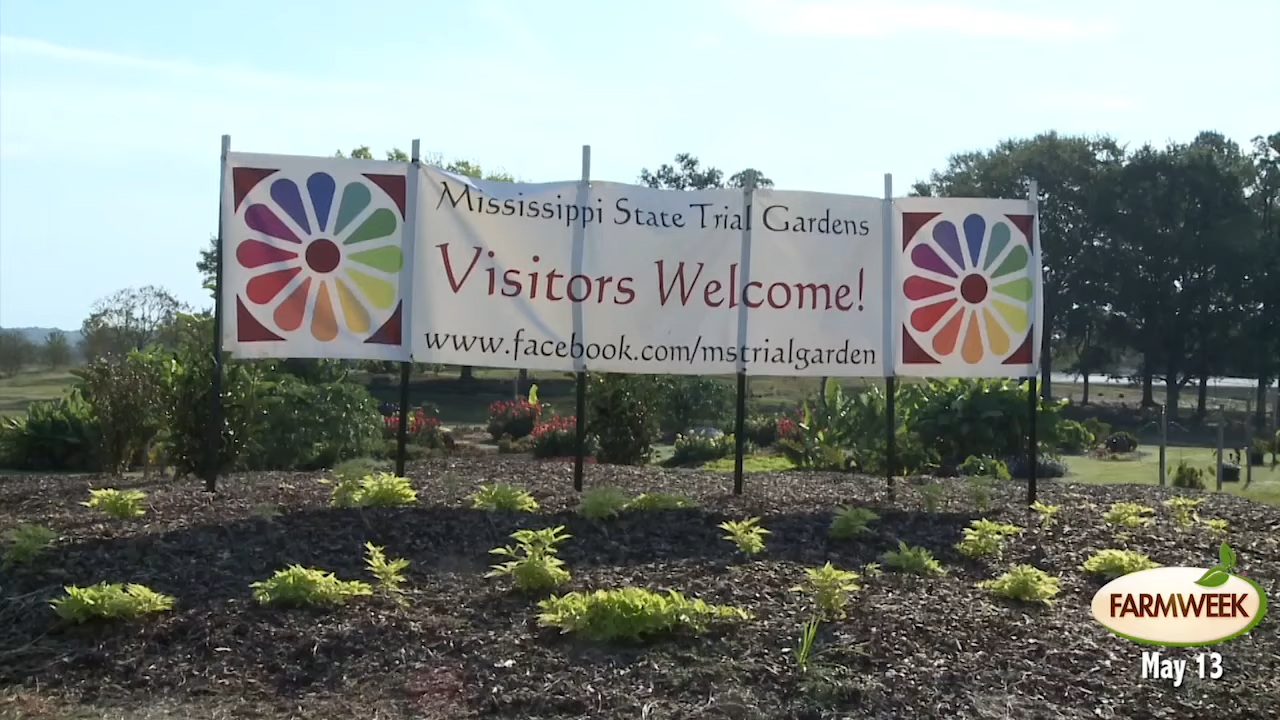 Mississippi State Trial Gardens
Visitors Welcome!
www.facebook.com/mstrialgarden
FARMWEEK
May 13